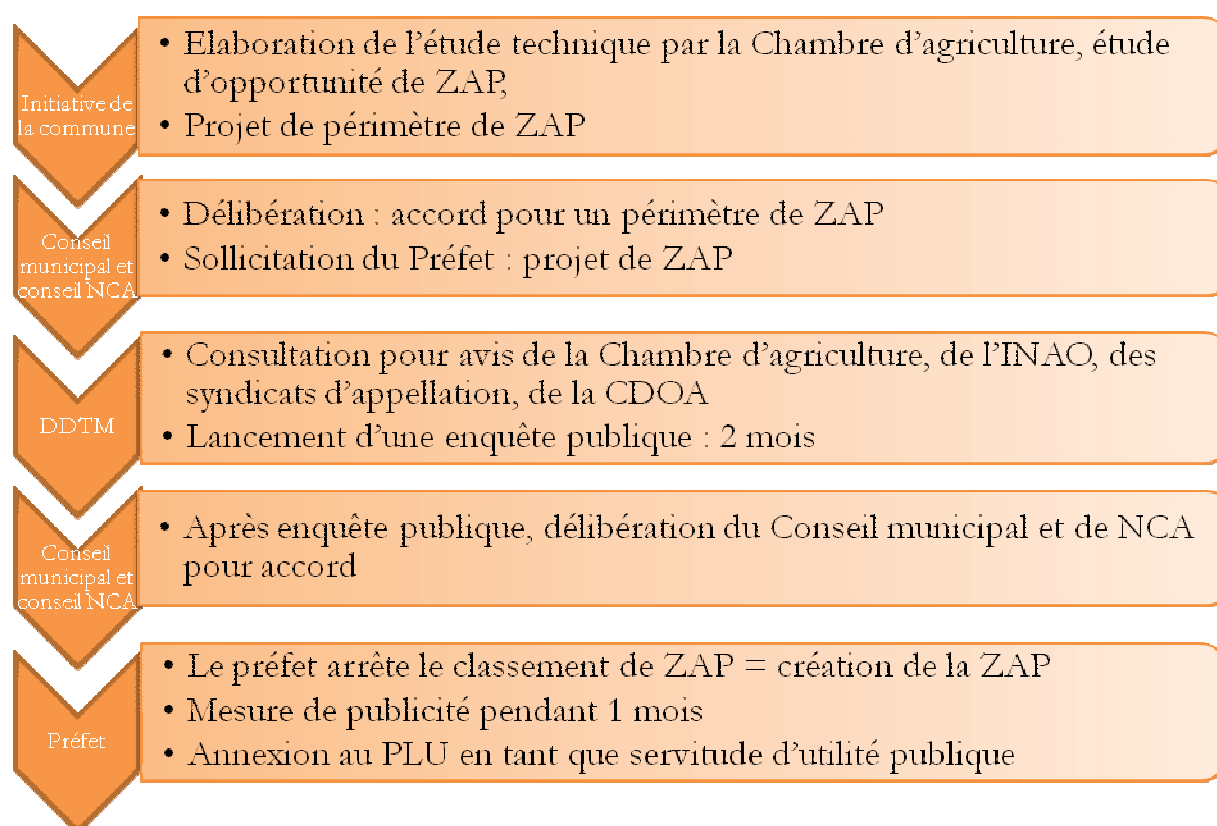 Initiative de
la commune
• Elaboration de l'étude technique par la Chambre d'agriculture, étude
d'opportunité de ZAP,
• Projet de périmètre de ZAP
Conseil
municipal et
conseil NCA
• Délibération : accord pour un périmètre de ZAP
• Sollicitation du Préfet : projet de ZAP
DDTM
• Consultation pour avis de la Chambre d'agriculture, de l'INAO, des
syndicats d'appellation, de la CDOA
• Lancement d'une enquête publique : 2 mois
Conseil
municipal et
conseil NCA
• Après enquête publique, délibération du Conseil municipal et de NCA
pour accord
Préfet
• Le préfet arrête le classement de ZAP = création de la ZAP
• Mesure de publicité pendant 1 mois
• Annexion au PLU en tant que servitude d'utilité publique